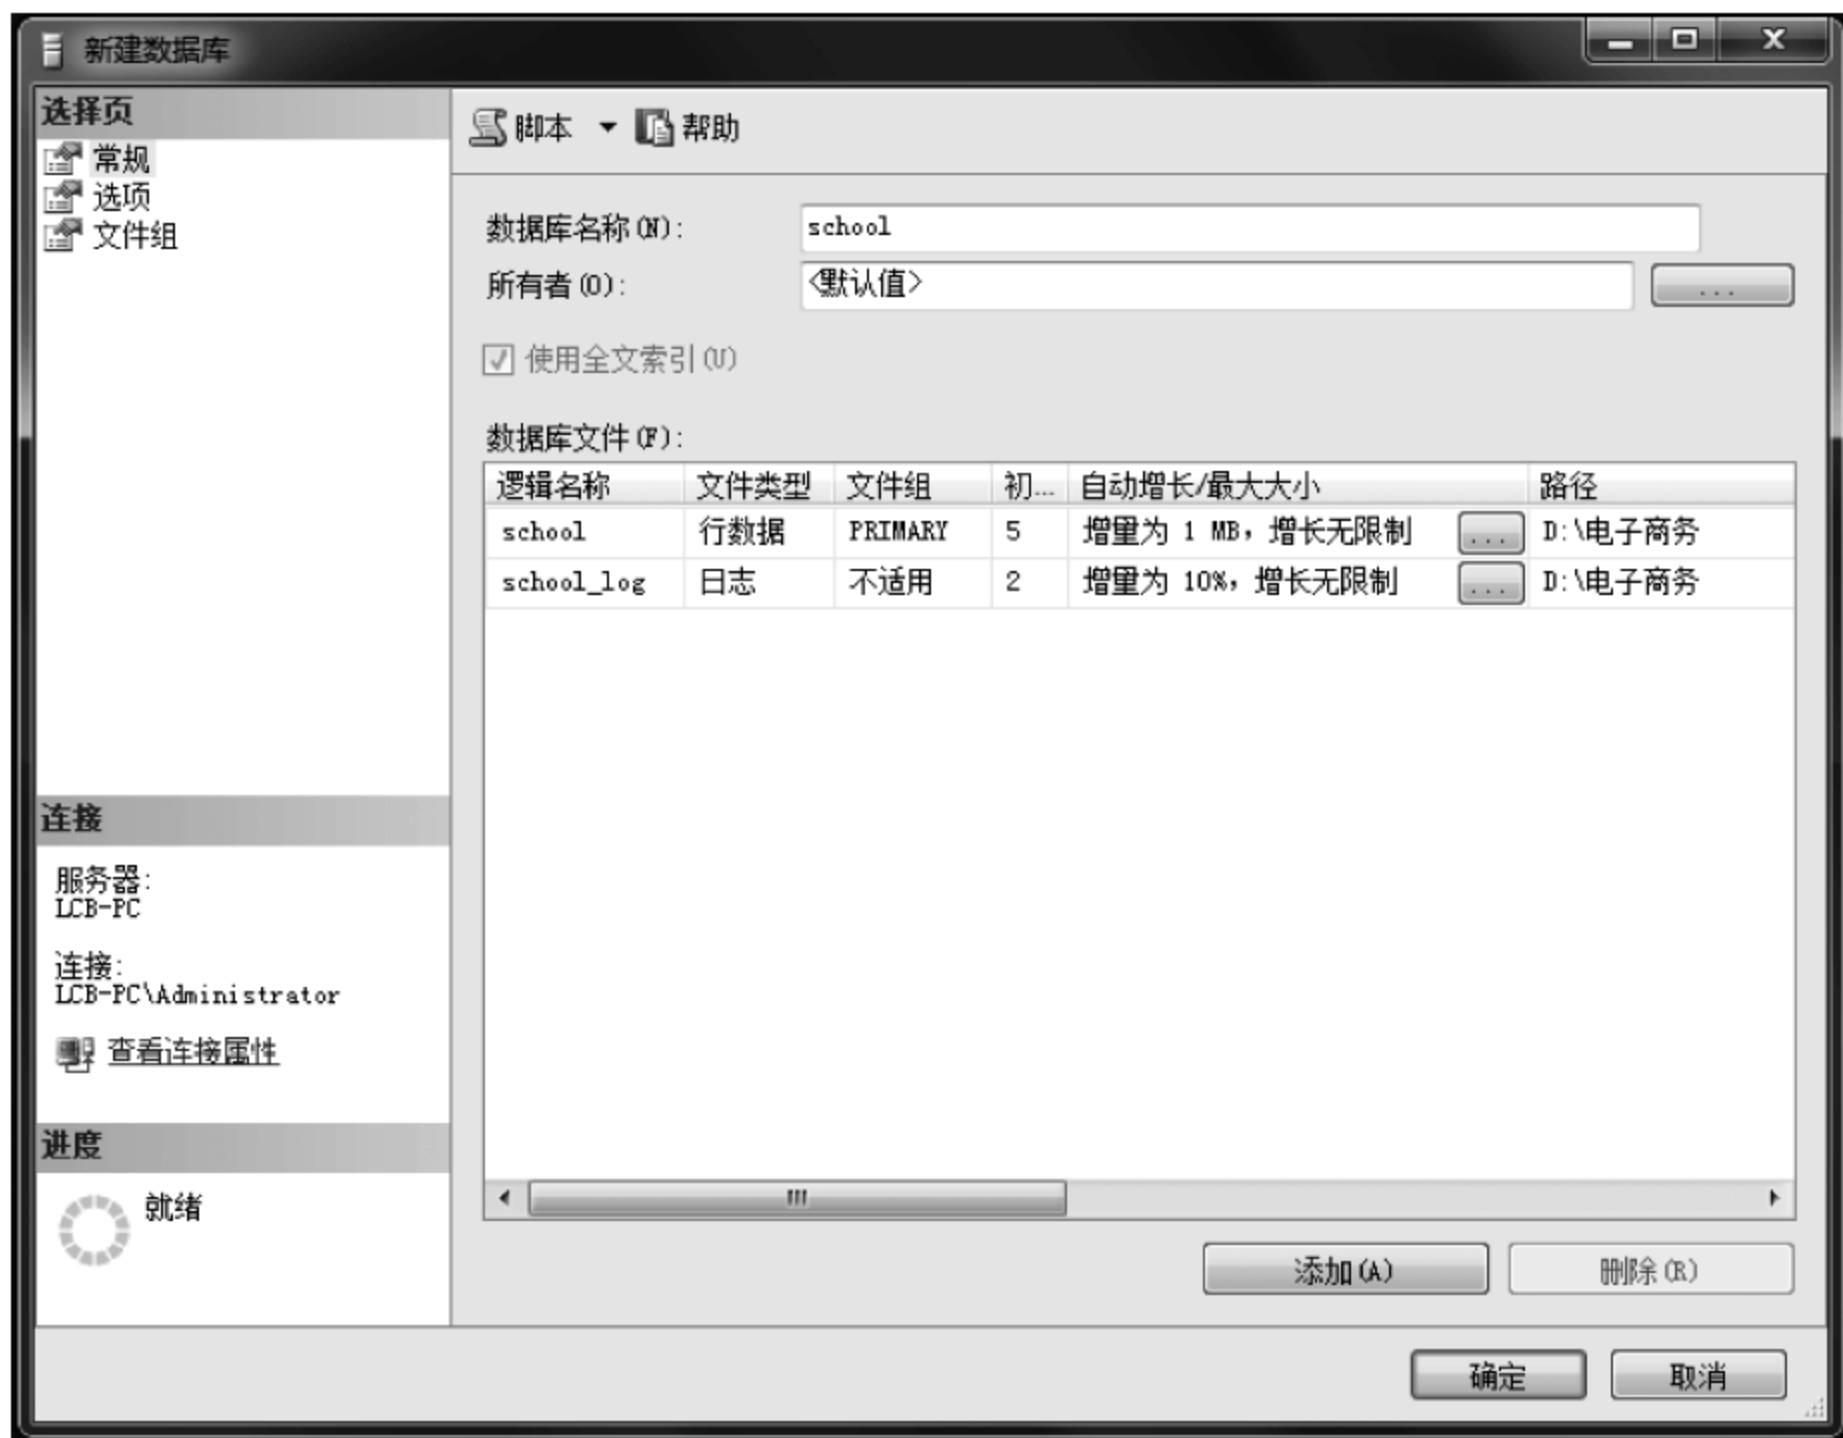 新建数据库
选择页
常规
选项
文件组
脚本 帮助
数据库名称(N): school
所有者(O): <默认值> ...
使用全文索引(U)
数据库文件(F):
逻辑名称 文件类型 文件组 初... 自动增长/最大大小 路径
school 行数据 PRIMARY 5 增量为 1 MB，增长无限制 ... D:\电子商务
school_log 日志 不适用 2 增量为 10%，增长无限制 ... D:\电子商务
连接
服务器:
LCB-PC
连接:
LCB-PC\Administrator
查看连接属性
进度
就绪
添加(A) 删除(R)
确定 取消